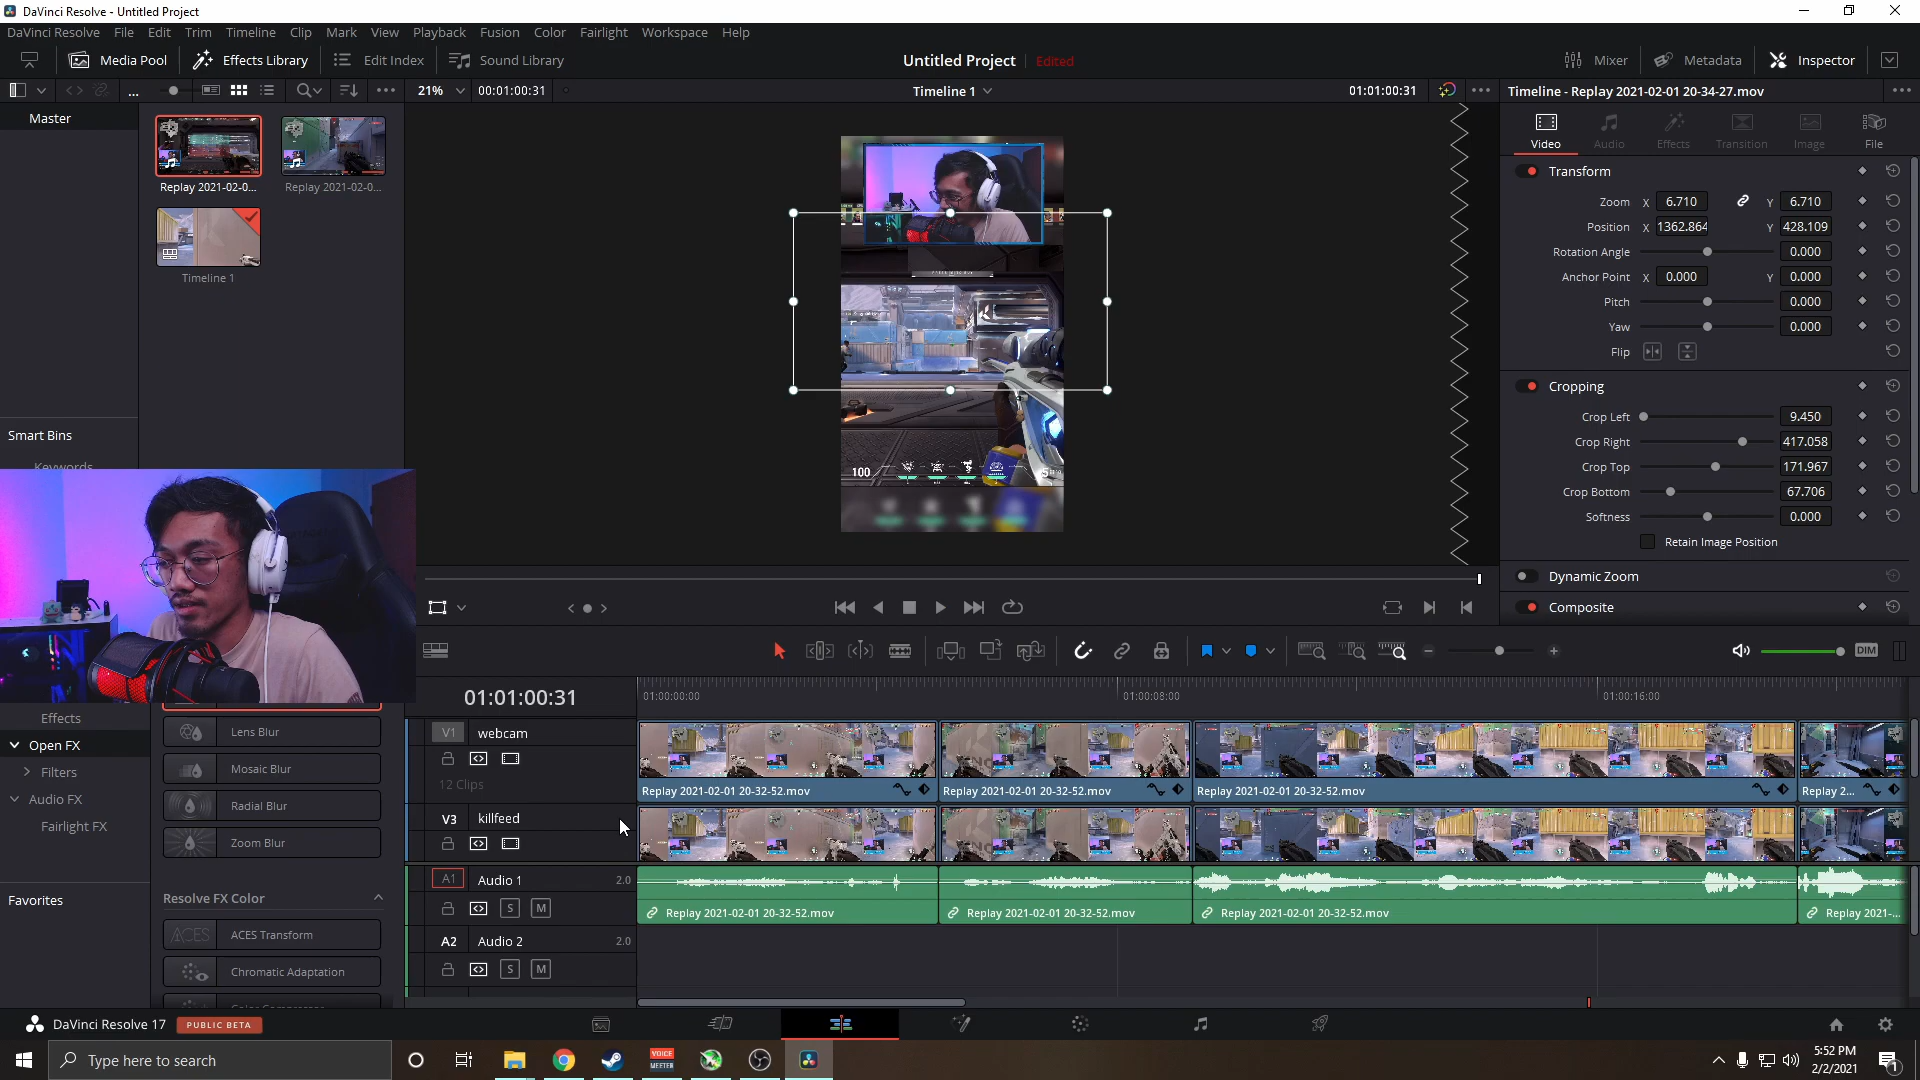 DaVinci Resolve - Untitled Project
DaVinci Resolve File Edit Trim Timeline Clip Mark View Playback Fusion Color Fairlight Workspace Help
Media Pool Effects Library Edit Index Sound Library Untitled Project Edited Mixer Metadata Inspector
... 21% 00:01:00:31 Timeline 1 01:01:00:31 Timeline - Replay 2021-02-01 20-34-27.mov
Master
Video Audio Effects Transition Image File
Replay 2021-02-0... Replay 2021-02-0...
Timeline 1
Smart Bins
Keywords
Transform
Zoom X 6.710 Y 6.710
Position X 1362.864 Y 428.109
Rotation Angle 0.000
Anchor Point X 0.000 Y 0.000
Pitch 0.000
Yaw 0.000
Flip
Cropping
Crop Left 9.450
Crop Right 417.058
Crop Top 171.967
Crop Bottom 67.706
Softness 0.000
Retain Image Position
Dynamic Zoom
Composite
100
DIM
Effects
Open FX
Filters
Audio FX
Fairlight FX
Favorites
Lens Blur
Mosaic Blur
Radial Blur
Zoom Blur
Resolve FX Color
ACES ACES Transform
Chromatic Adaptation
01:01:00:31 01:00:00:00 01:00:08:00 01:00:16:00
V1 webcam
12 Clips
Replay 2021-02-01 20-32-52.mov Replay 2021-02-01 20-32-52.mov Replay 2021-02-01 20-32-52.mov Replay 2...
V3 killfeed
A1 Audio 1 2.0
S M
Replay 2021-02-01 20-32-52.mov Replay 2021-02-01 20-32-52.mov Replay 2021-02-01 20-32-52.mov Replay 2021-...
A2 Audio 2 2.0
S M
DaVinci Resolve 17 PUBLIC BETA
Type here to search
VOICE MEETER
5:52 PM
2/2/2021
1